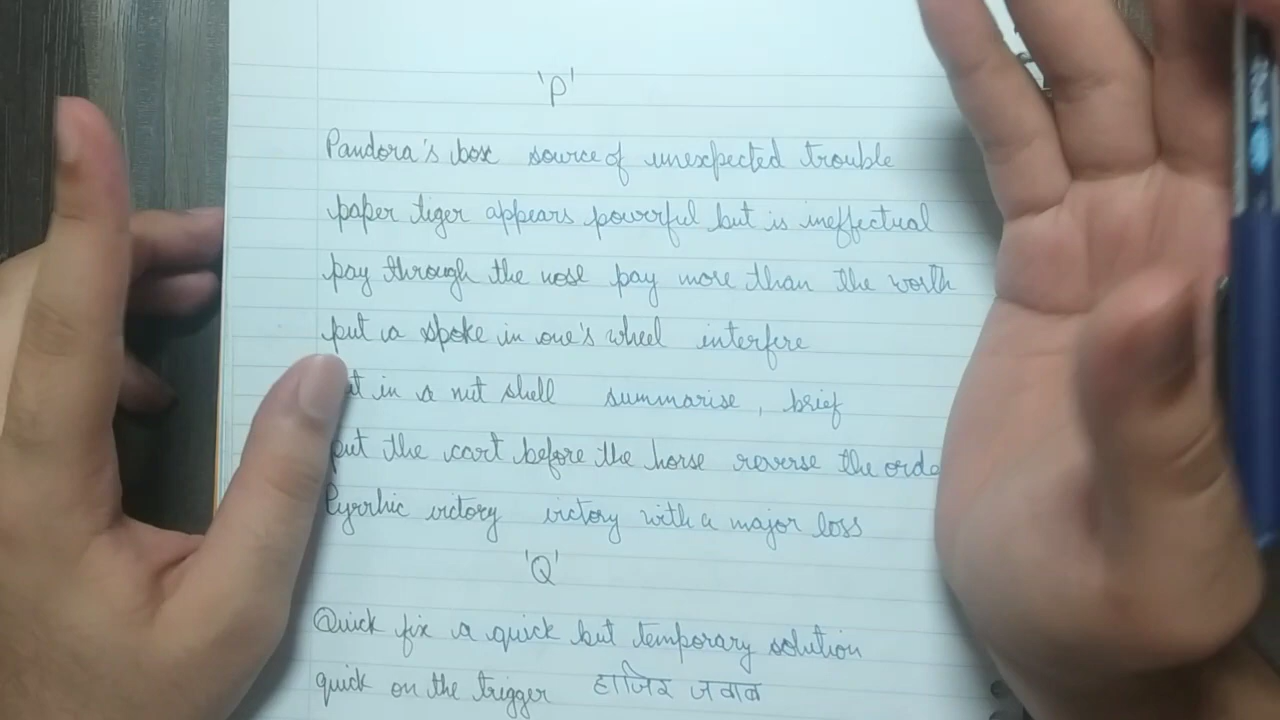 'P'
Pandora's box source of unexpected trouble
paper tiger appears powerful but is ineffectual
pay through the nose pay more than the worth
put a spoke in one's wheel interfere
in a nut shell summarise, brief
put the cart before the horse reverse the orde
Pyrrhic victory victory with a major loss
'Q'
Quick fix a quick but temporary solution
quick on the trigger हाजिर जवाब